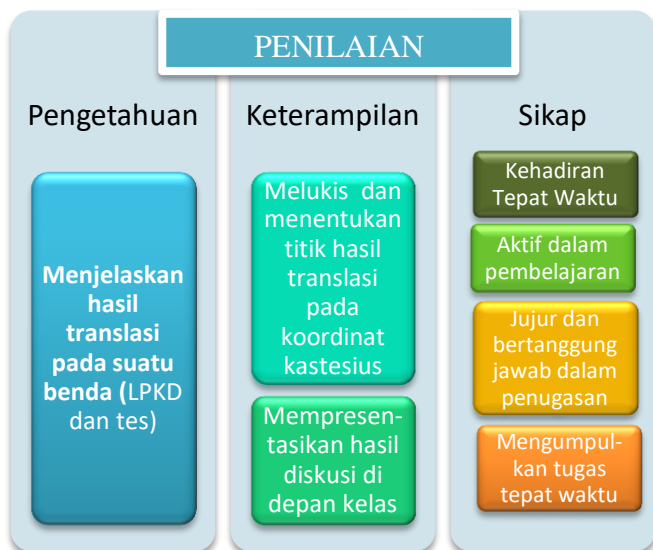 PENILAIAN
Pengetahuan
Menjelaskan
hasil
translasi
pada suatu
benda (LPKD
dan tes)
Keterampilan
Melukis dan
menentukan
titik hasil
translasi
pada
koordinat
kastesius
Mempresen-
tasikan hasil
diskusi di
depan kelas
Sikap
Kehadiran
Tepat Waktu
Aktif dalam
pembelajaran
Jujur dan
bertanggung
jawab dalam
penugasan
Mengumpul-
kan tugas
tepat waktu